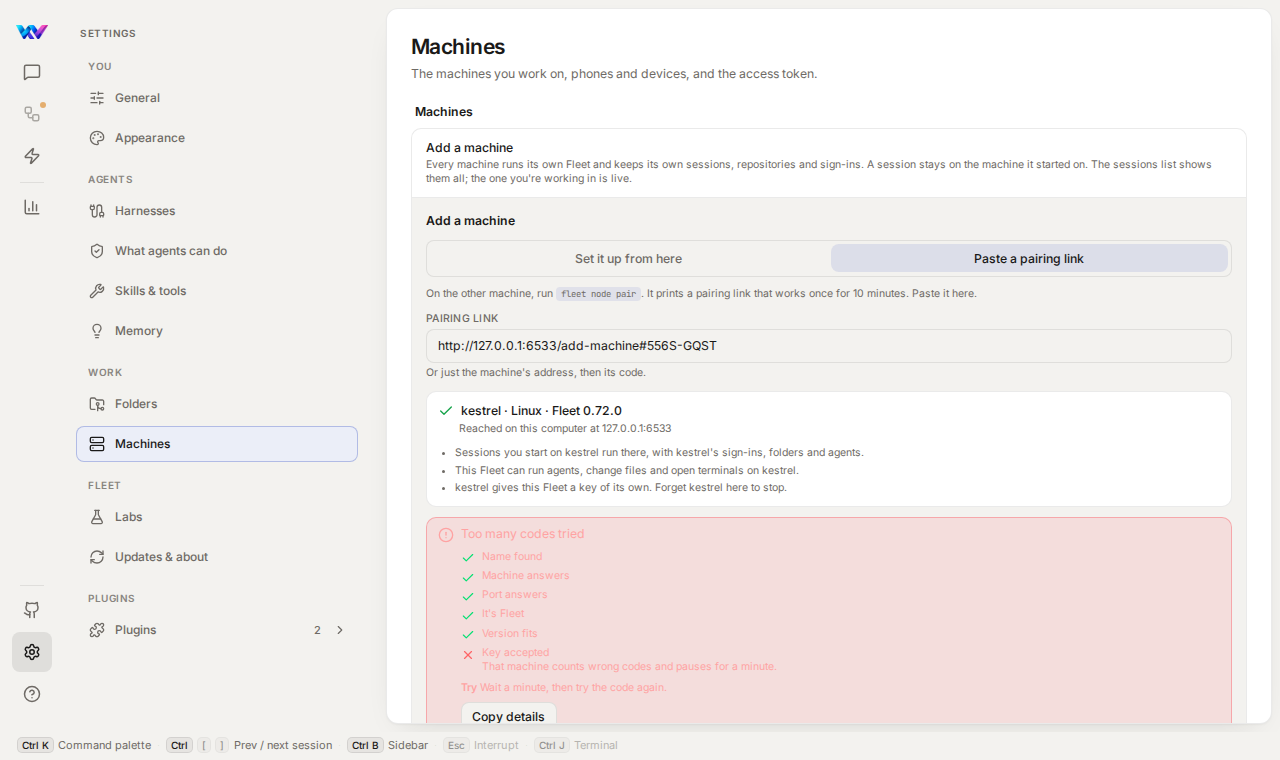 SETTINGS
YOU
General
Appearance
AGENTS
Harnesses
What agents can do
Skills & tools
Memory
WORK
Folders
Machines
FLEET
Labs
Updates & about
PLUGINS
Plugins 2
Machines
The machines you work on, phones and devices, and the access token.
Machines
Add a machine
Every machine runs its own Fleet and keeps its own sessions, repositories and sign-ins. A session stays on the machine it started on. The sessions list shows
them all; the one you're working in is live.
Add a machine
Set it up from here Paste a pairing link
On the other machine, run fleet node pair. It prints a pairing link that works once for 10 minutes. Paste it here.
PAIRING LINK
http://127.0.0.1:6533/add-machine#556S-GQST
Or just the machine's address, then its code.
kestrel · Linux · Fleet 0.72.0
Reached on this computer at 127.0.0.1:6533
• Sessions you start on kestrel run there, with kestrel's sign-ins, folders and agents.
• This Fleet can run agents, change files and open terminals on kestrel.
• kestrel gives this Fleet a key of its own. Forget kestrel here to stop.
Too many codes tried
Name found
Machine answers
Port answers
It's Fleet
Version fits
Key accepted
That machine counts wrong codes and pauses for a minute.
Try Wait a minute, then try the code again.
Copy details
Ctrl K Command palette Ctrl [ ] Prev / next session Ctrl B Sidebar Esc Interrupt Ctrl J Terminal